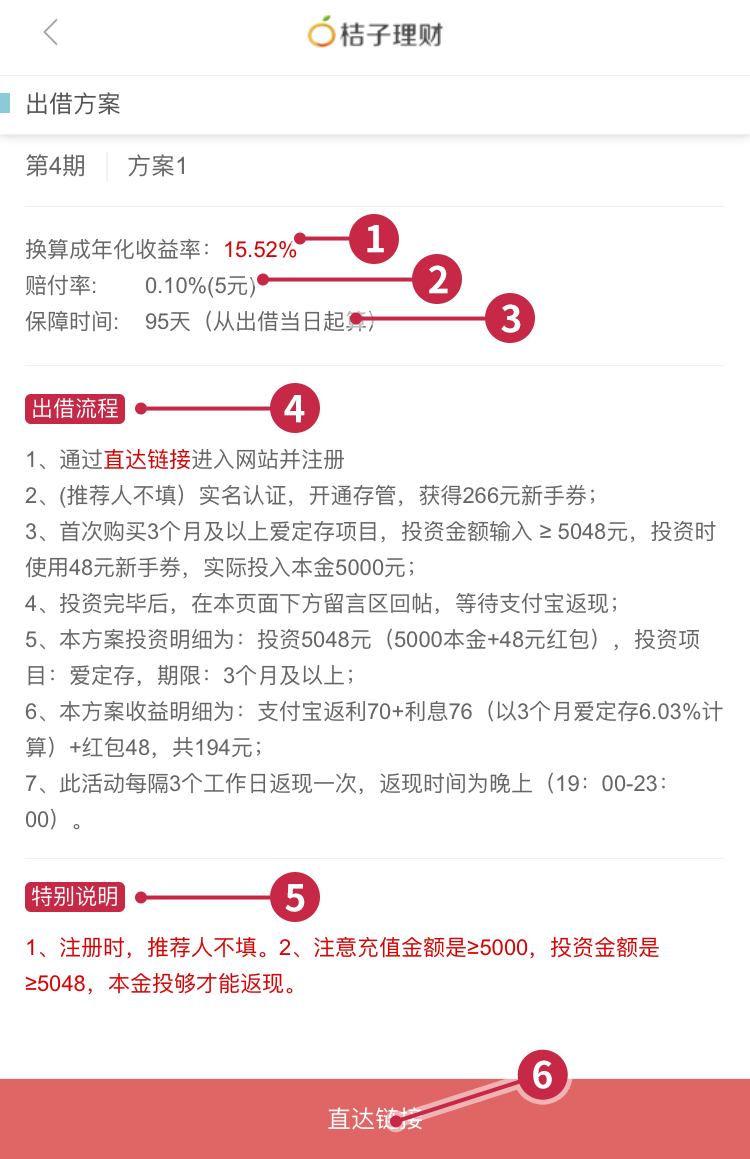 桔子理财
出借方案
第4期 方案1
换算成年化收益率：15.52% 1
赔付率: 0.10%(5元) 2
保障时间: 95天（从出借当日起算） 3
出借流程 4
1、通过直达链接进入网站并注册
2、(推荐人不填）实名认证，开通存管，获得266元新手券；
3、首次购买3个月及以上爱定存项目，投资金额输入 ≥ 5048元，投资时
使用48元新手券，实际投入本金5000元；
4、投资完毕后，在本页面下方留言区回帖，等待支付宝返现；
5、本方案投资明细为：投资5048元（5000本金+48元红包），投资项
目：爱定存，期限：3个月及以上；
6、本方案收益明细为：支付宝返利70+利息76（以3个月爱定存6.03%计
算）+红包48，共194元；
7、此活动每隔3个工作日返现一次，返现时间为晚上（19：00-23：
00）。
特别说明 5
1、注册时，推荐人不填。2、注意充值金额是≥5000，投资金额是
≥5048，本金投够才能返现。
6
直达链接